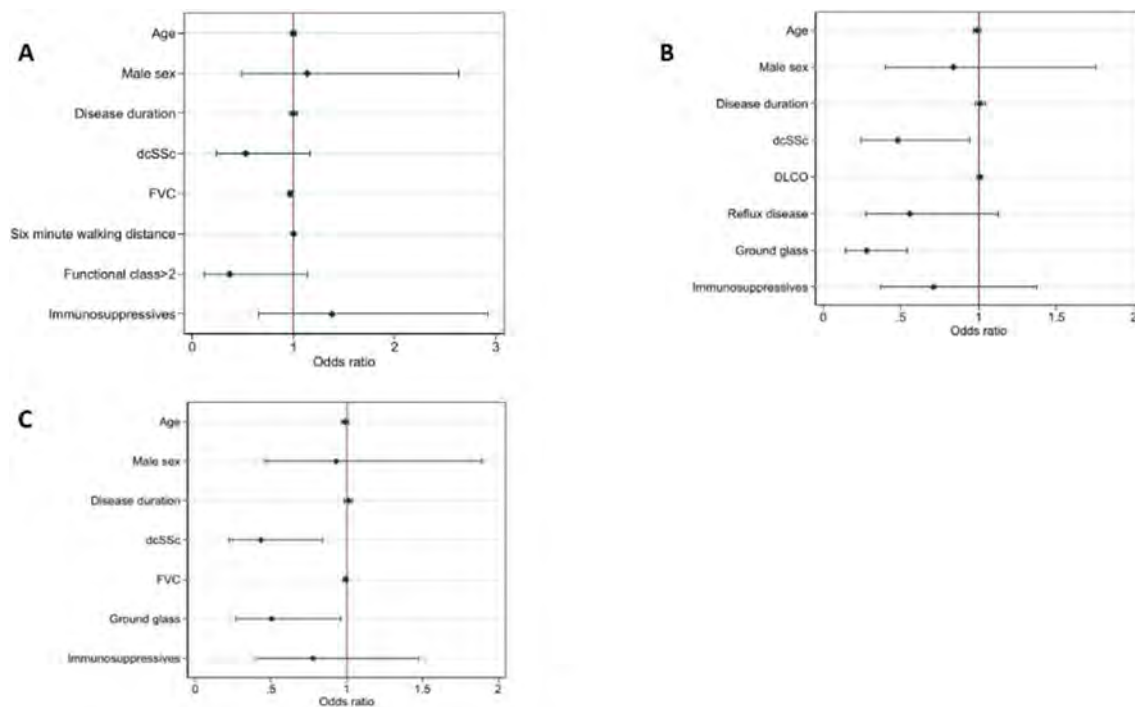 A
Age
Male sex
Disease duration
dcSSc
FVC
Six minute walking distance
Functional class>2
Immunosuppressives
0 1 2 3
Odds ratio
B
Age
Male sex
Disease duration
dcSSc
DLCO
Reflux disease
Ground glass
Immunosuppressives
0 .5 1 1.5 2
Odds ratio
C
Age
Male sex
Disease duration
dcSSc
FVC
Ground glass
Immunosuppressives
0 .5 1 1.5 2
Odds ratio